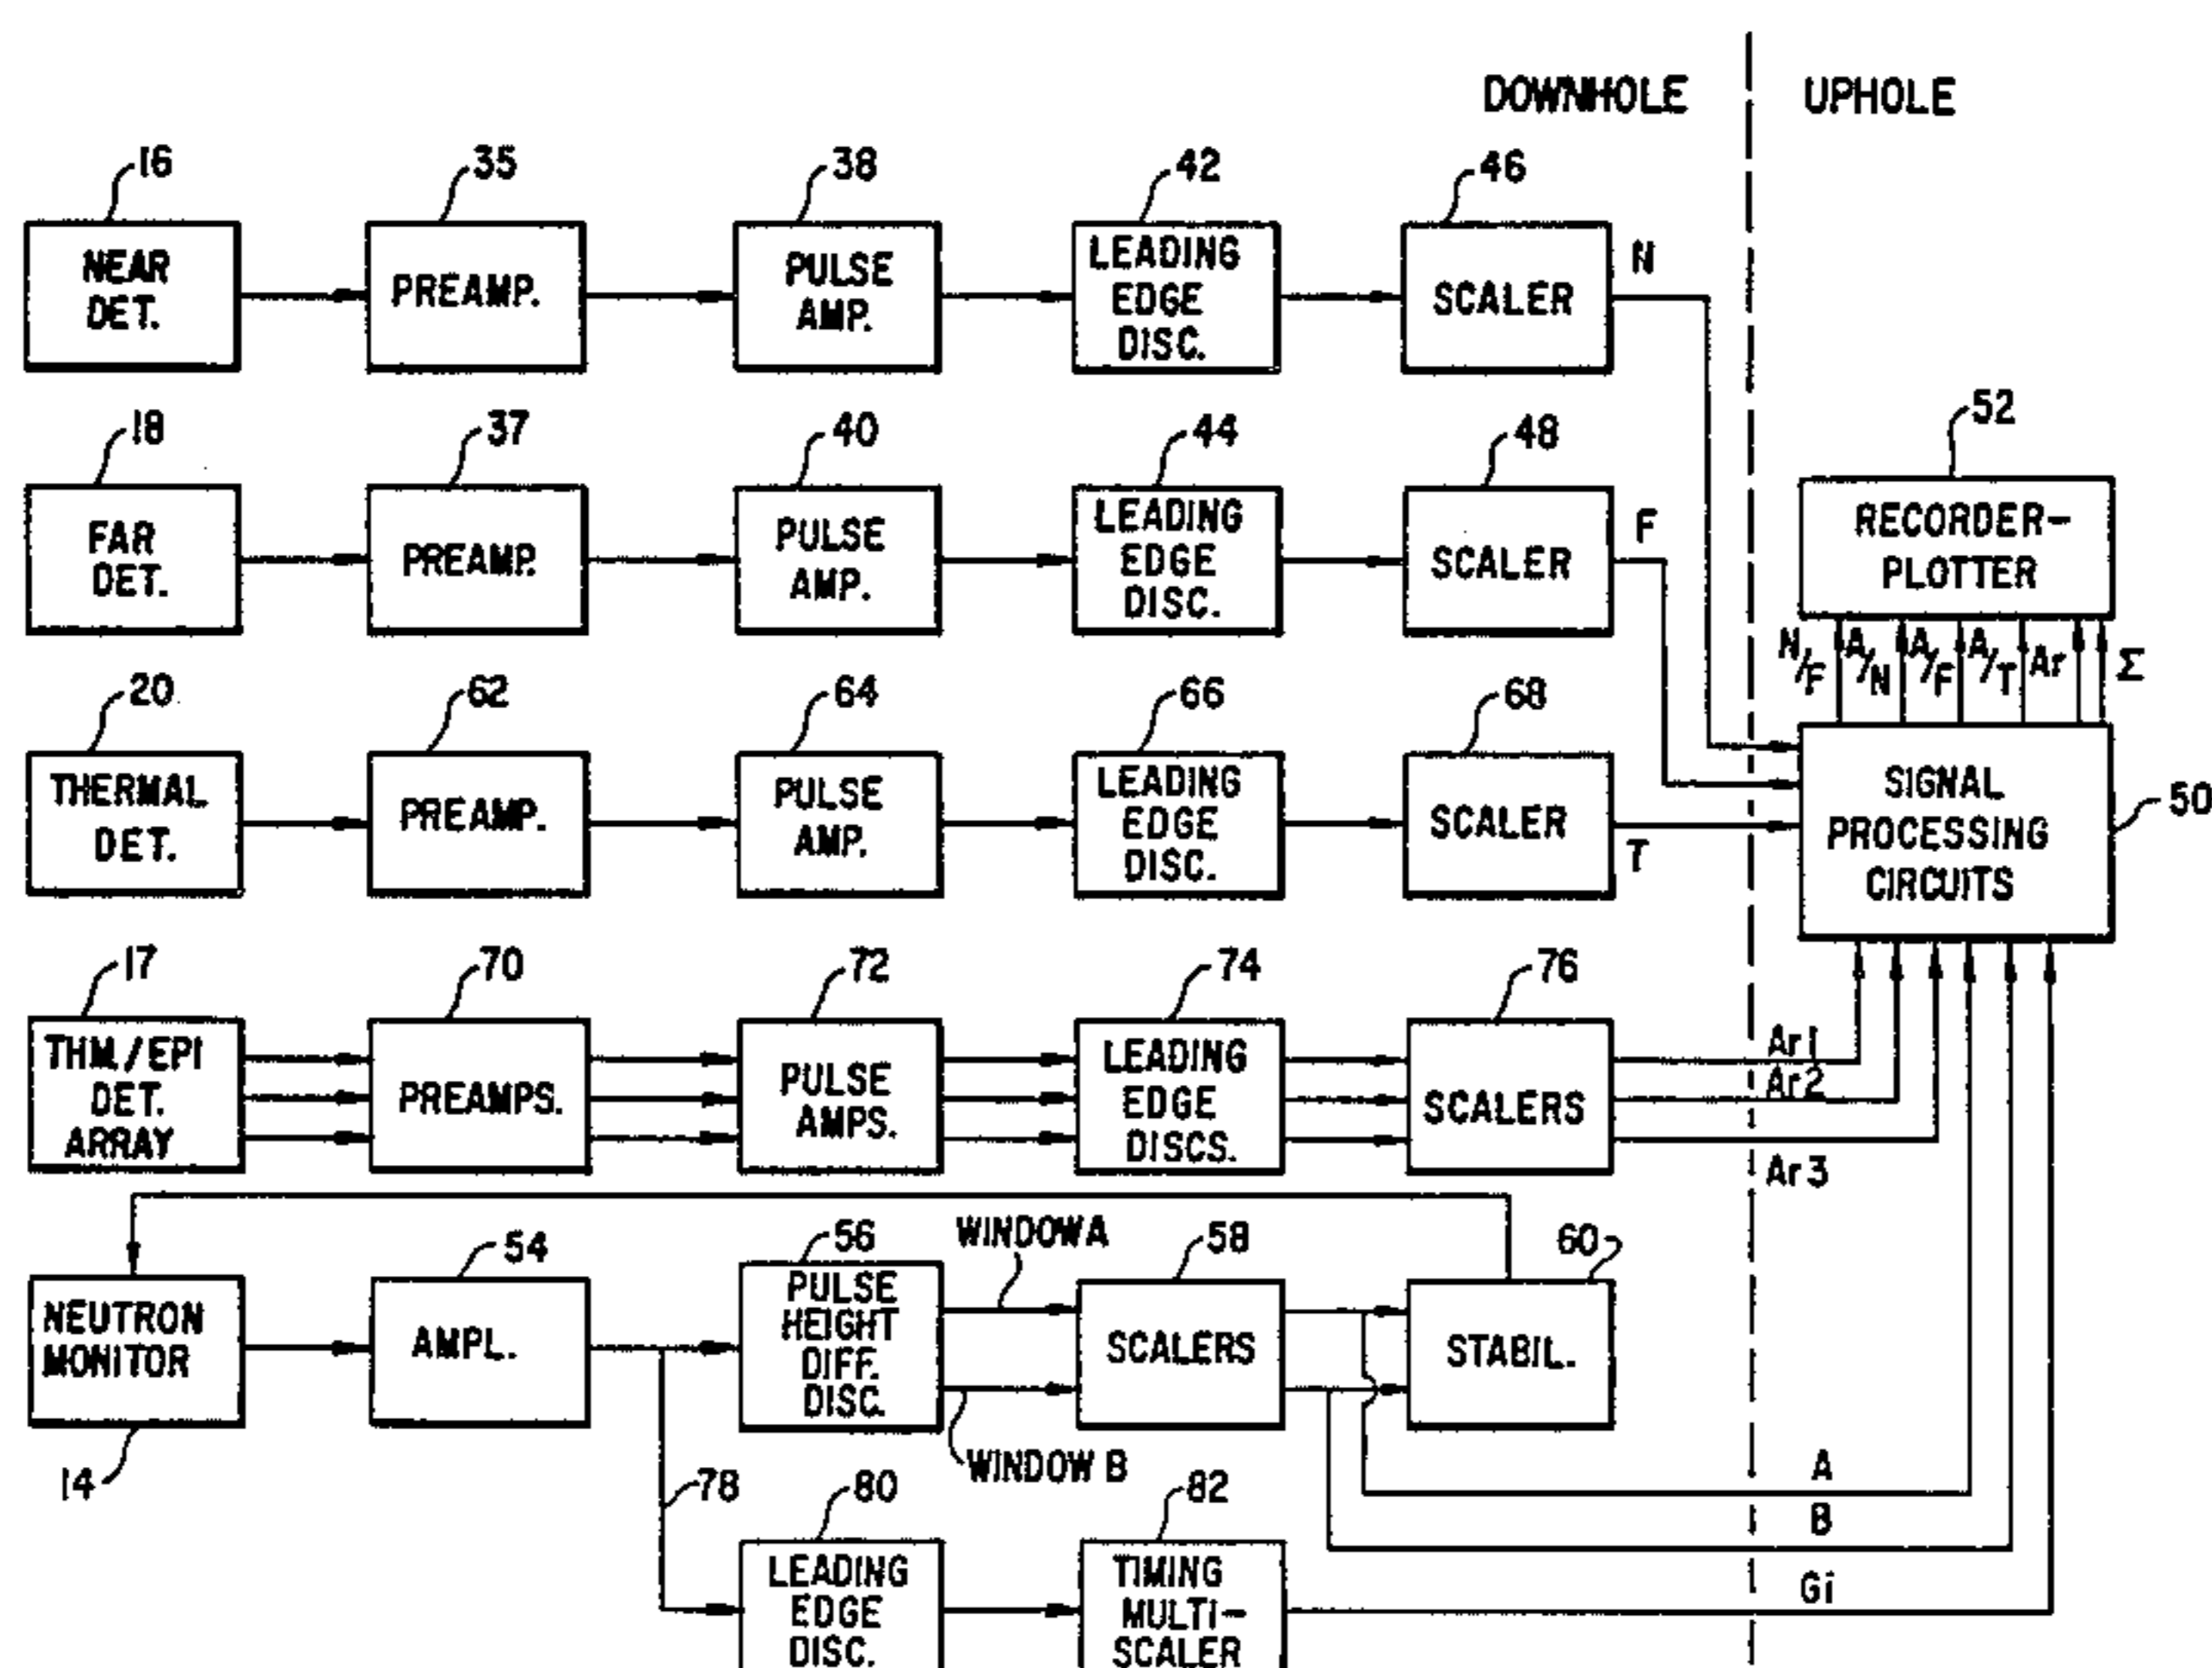 DOWNHOLE
UPHOLE
16
35
38
42
46
NEAR
DET.
PREAMP.
PULSE
AMP.
LEADING
EDGE
DISC.
SCALER
N
18
37
40
44
48
52
FAR
DET.
PREAMP.
PULSE
AMP.
LEADING
EDGE
DISC.
SCALER
F
RECORDER-
PLOTTER
N/F
A/N
A/F
A/T
Ar
Σ
20
62
64
66
68
THERMAL
DET.
PREAMP.
PULSE
AMP.
LEADING
EDGE
DISC.
SCALER
T
SIGNAL
PROCESSING
CIRCUITS
50
17
70
72
74
76
THM./EPI
DET.
ARRAY
PREAMPS.
PULSE
AMPS.
LEADING
EDGE
DISCS.
SCALERS
Ar1
Ar2
Ar3
54
56
WINDOW A
58
60
NEUTRON
MONITOR
AMPL.
PULSE
HEIGHT
DIFF.
DISC.
SCALERS
STABIL.
14
78
WINDOW B
80
82
A
B
LEADING
EDGE
DISC.
TIMING
MULTI-
SCALER
Gi